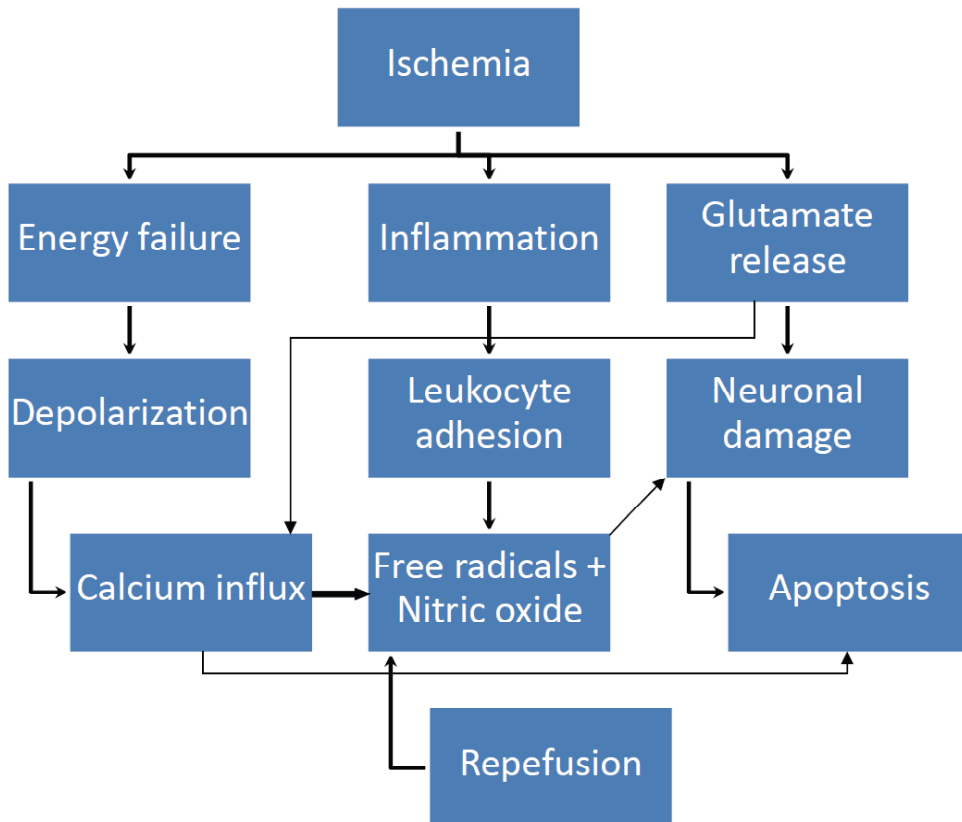 Ischemia
Energy failure
Inflammation
Glutamate
release
Depolarization
Leukocyte
adhesion
Neuronal
damage
Calcium influx
Free radicals +
Nitric oxide
Apoptosis
Repefusion